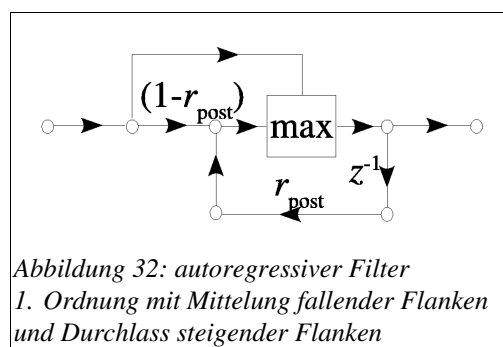 (1-r_post)
max
z^-1
r_post
Abbildung 32: autoregressiver Filter
1. Ordnung mit Mittelung fallender Flanken
und Durchlass steigender Flanken